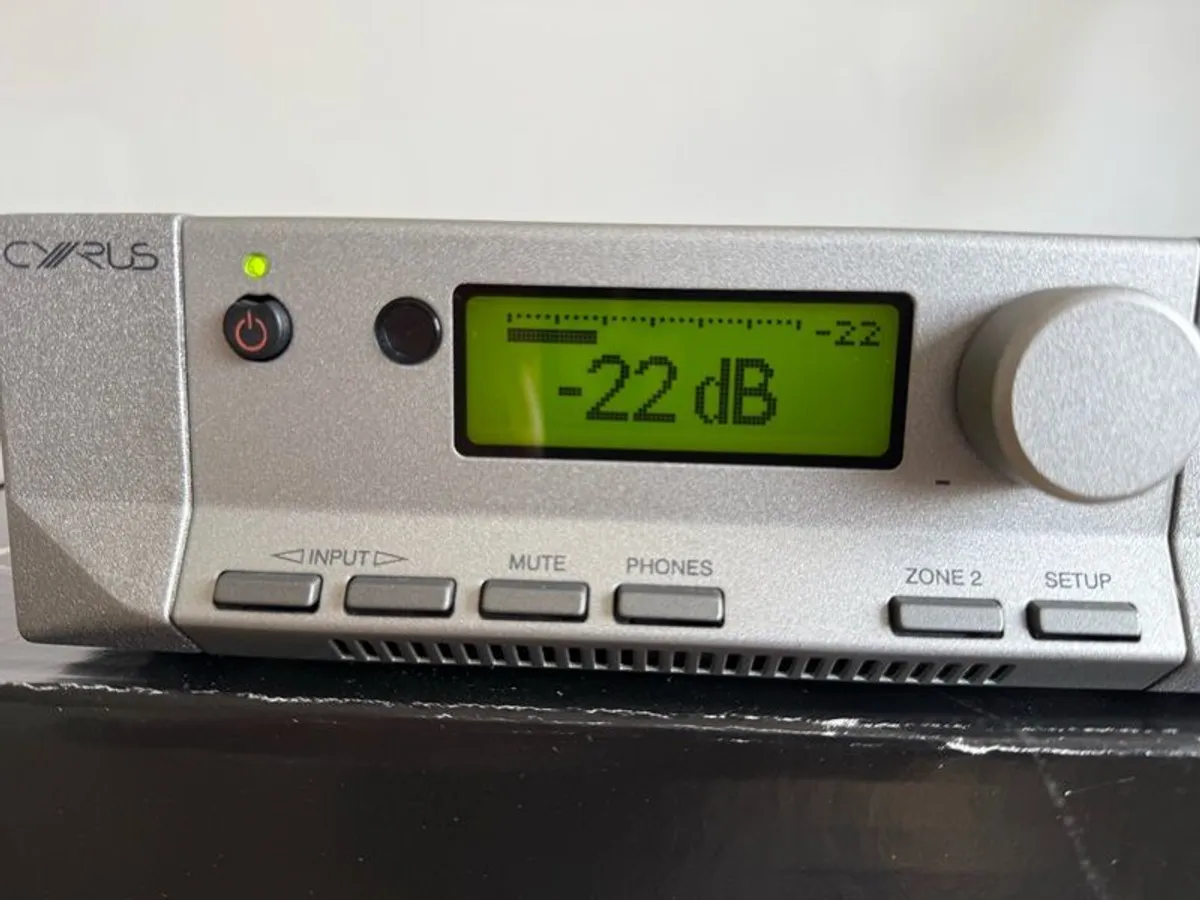 CYRUS
-22
-22 dB
-
INPUT
MUTE
PHONES
ZONE 2
SETUP